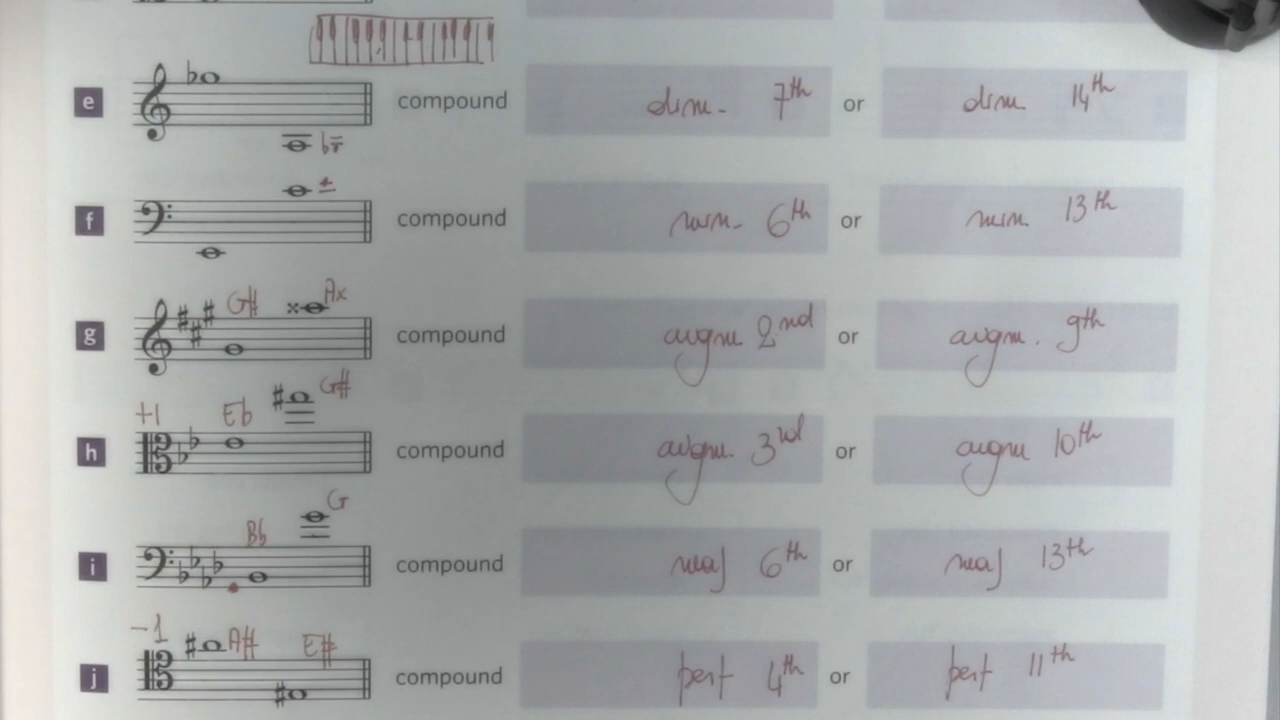 e compound dim. 7th or dim 14th
f compound min. 6th or min. 13th
G# Ax
g compound augm 2nd or augm. 9th
+1 Eb G#
h compound augm. 3rd or augm 10th
Bb G
i compound maj 6th or maj 13th
-1 A# E#
j compound perf 4th or perf 11th